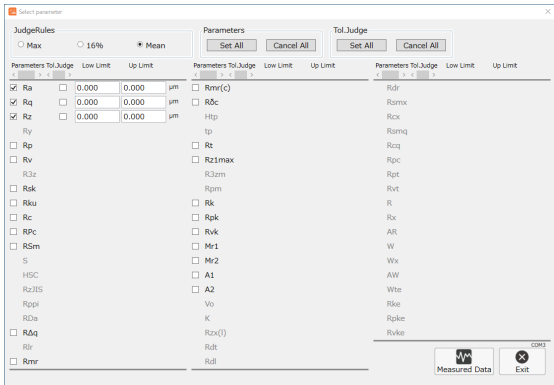 Select parameter
JudgeRules
Max 16% Mean
Parameters
Set All Cancel All
Tol.Judge
Set All Cancel All
Parameters Tol.Judge Low Limit Up Limit
Ra 0.000 0.000 µm
Rq 0.000 0.000 µm
Rz 0.000 0.000 µm
Ry
Rp
Rv
R3z
Rsk
Rku
Rc
RPc
RSm
S
HSC
RzJIS
Rppi
RDa
RΔq
Rlr
Rmr
Parameters Tol.Judge Low Limit Up Limit
Rmr(c)
Rδc
Htp
tp
Rt
Rz1max
R3zm
Rpm
Rk
Rpk
Rvk
Mr1
Mr2
A1
A2
Vo
K
Rzx(l)
Rdt
Rdl
Parameters Tol.Judge Low Limit Up Limit
Rdr
Rsmx
Rcx
Rsmq
Rcq
Rpc
Rpt
Rvt
R
Rx
AR
W
Wx
AW
Wte
Rke
Rpke
Rvke
COM3
Measured Data
Exit